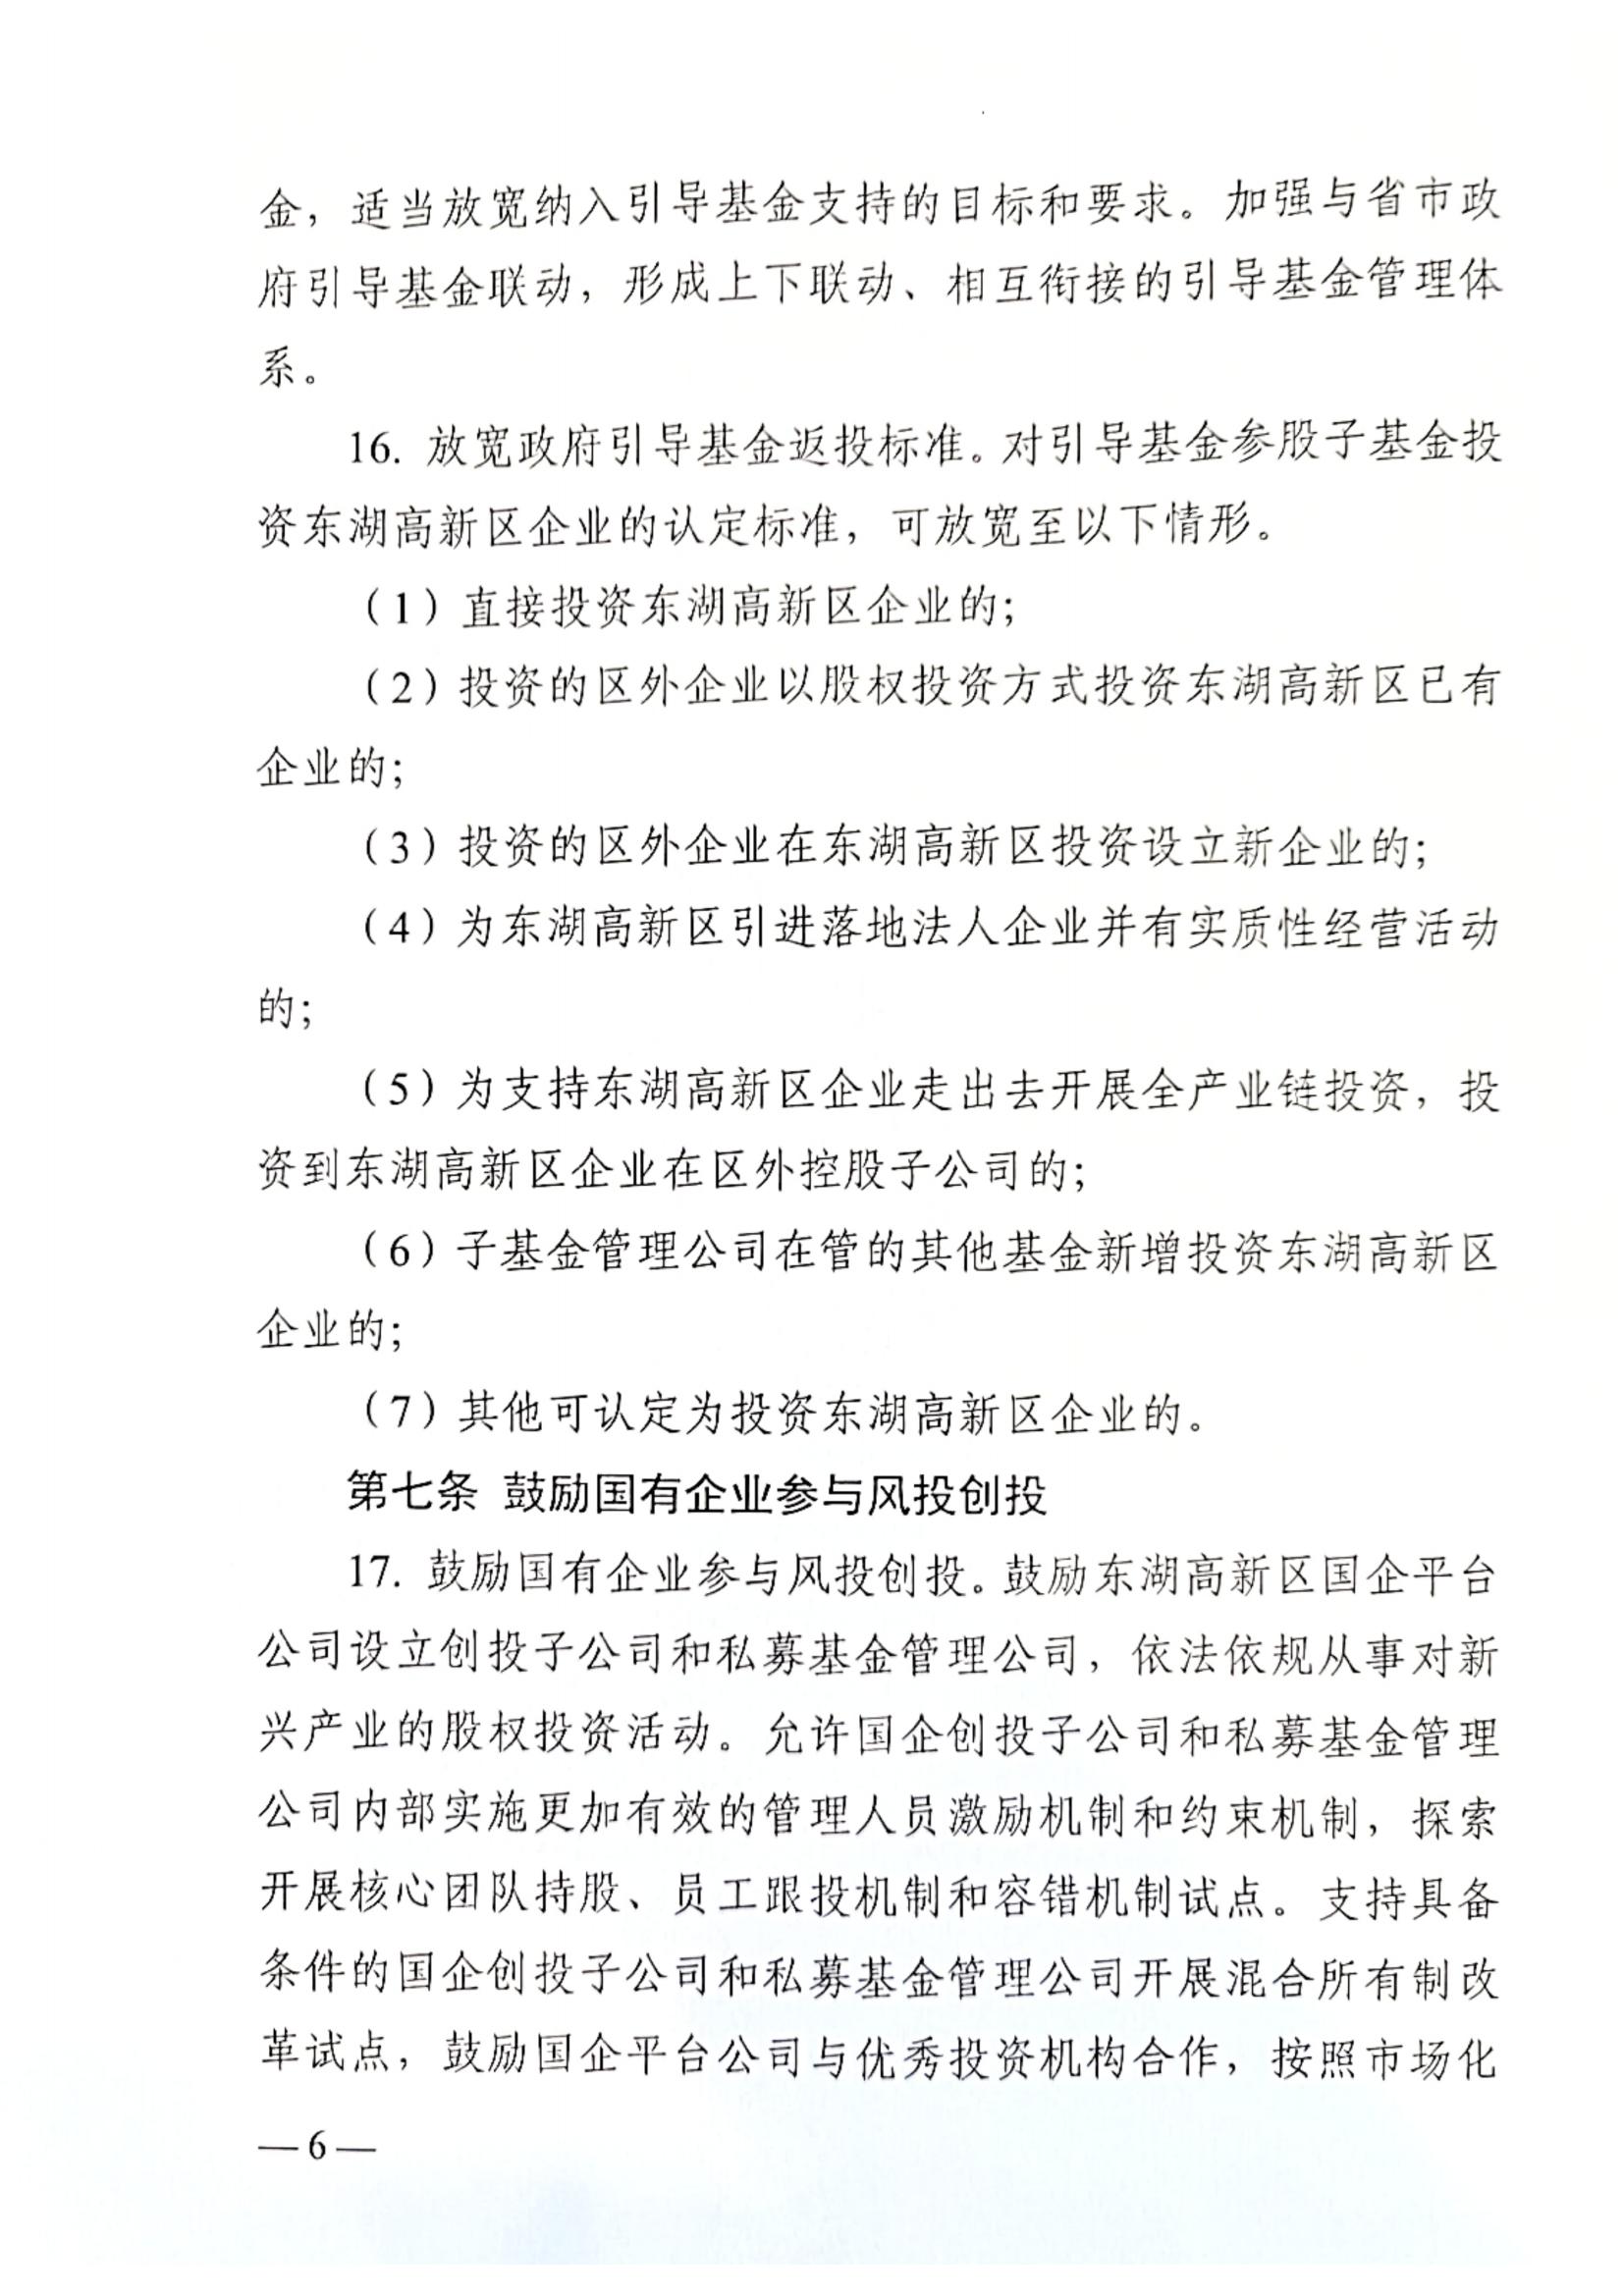 金，适当放宽纳入引导基金支持的目标和要求。加强与省市政
府引导基金联动，形成上下联动、相互衔接的引导基金管理体
系。
16. 放宽政府引导基金返投标准。对引导基金参股子基金投
资东湖高新区企业的认定标准，可放宽至以下情形。
（1）直接投资东湖高新区企业的；
（2）投资的区外企业以股权投资方式投资东湖高新区已有
企业的；
（3）投资的区外企业在东湖高新区投资设立新企业的；
（4）为东湖高新区引进落地法人企业并有实质性经营活动
的；
（5）为支持东湖高新区企业走出去开展全产业链投资，投
资到东湖高新区企业在区外控股子公司的；
（6）子基金管理公司在管的其他基金新增投资东湖高新区
企业的；
（7）其他可认定为投资东湖高新区企业的。
第七条 鼓励国有企业参与风投创投
17. 鼓励国有企业参与风投创投。鼓励东湖高新区国企平台
公司设立创投子公司和私募基金管理公司，依法依规从事对新
兴产业的股权投资活动。允许国企创投子公司和私募基金管理
公司内部实施更加有效的管理人员激励机制和约束机制，探索
开展核心团队持股、员工跟投机制和容错机制试点。支持具备
条件的国企创投子公司和私募基金管理公司开展混合所有制改
革试点，鼓励国企平台公司与优秀投资机构合作，按照市场化
—6—